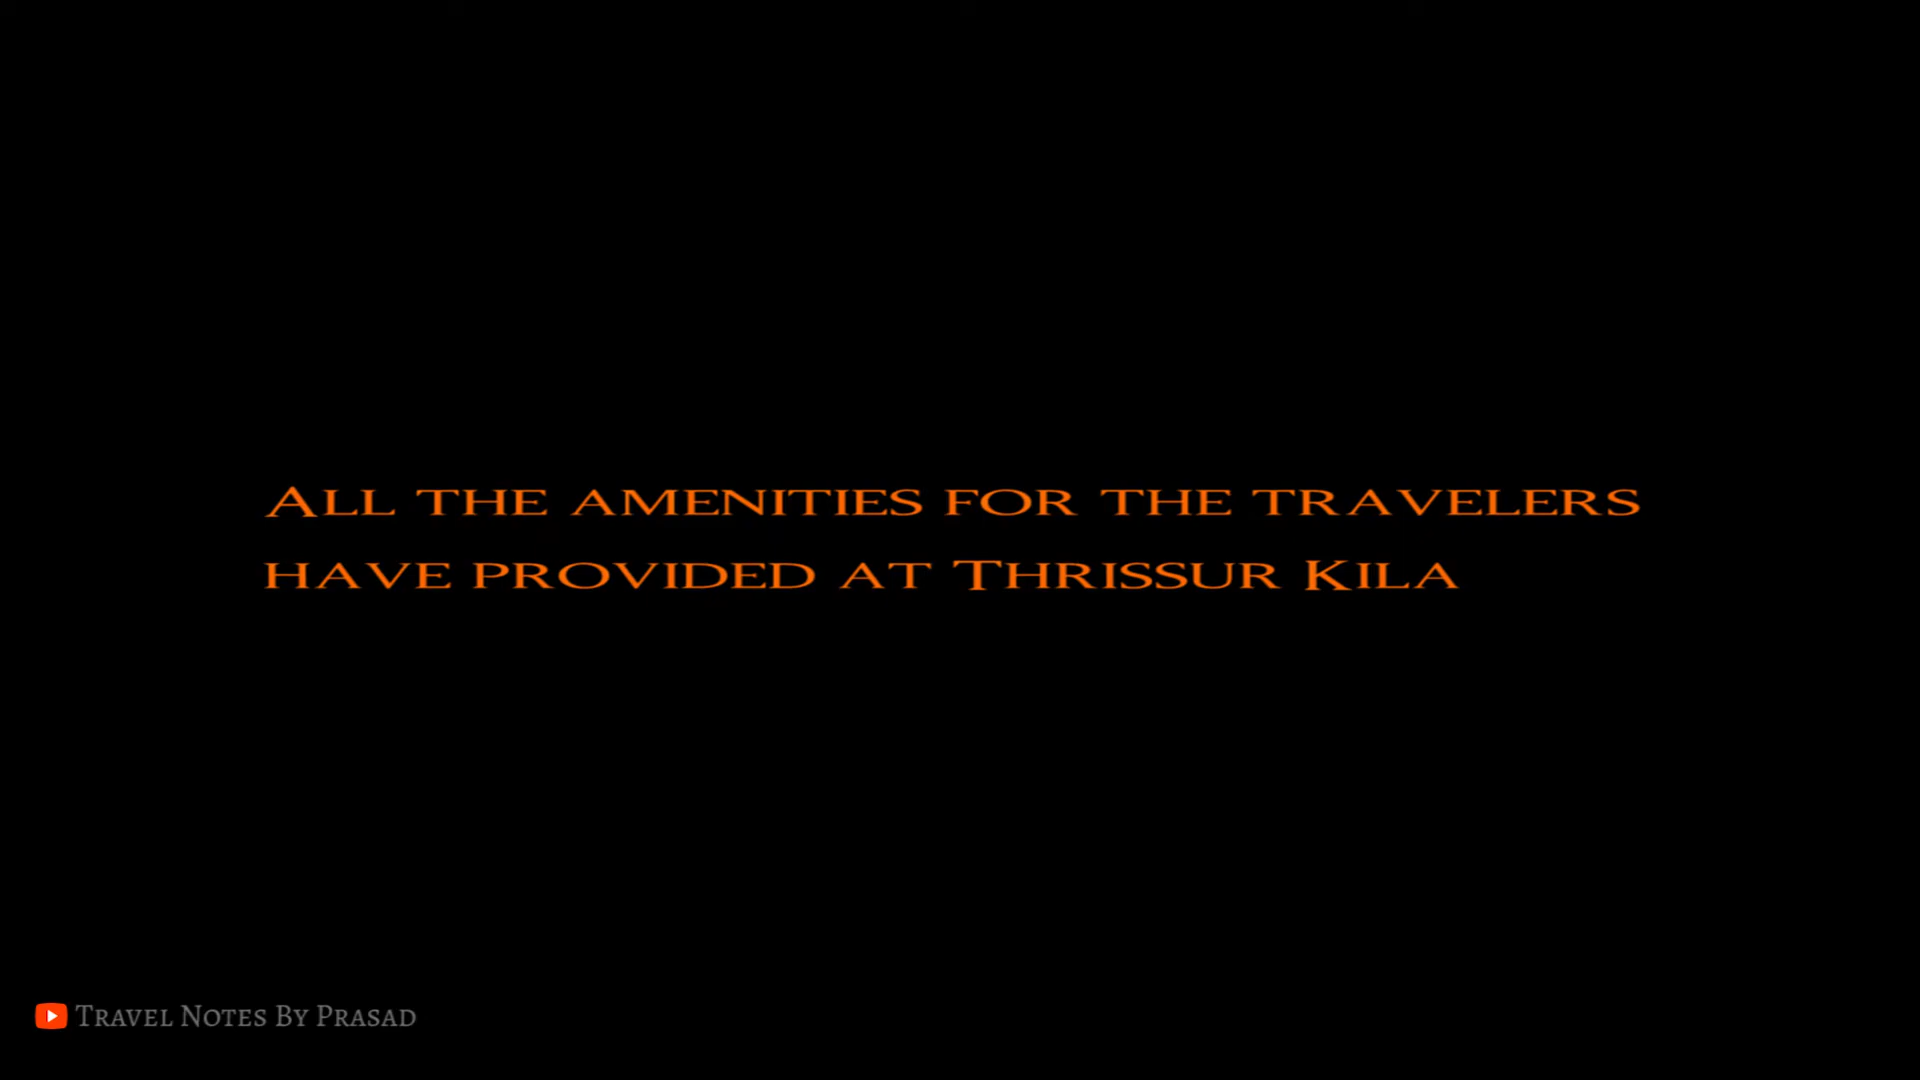 All the amenities for the travelers
have provided at Thrissur Kila
Travel Notes By Prasad